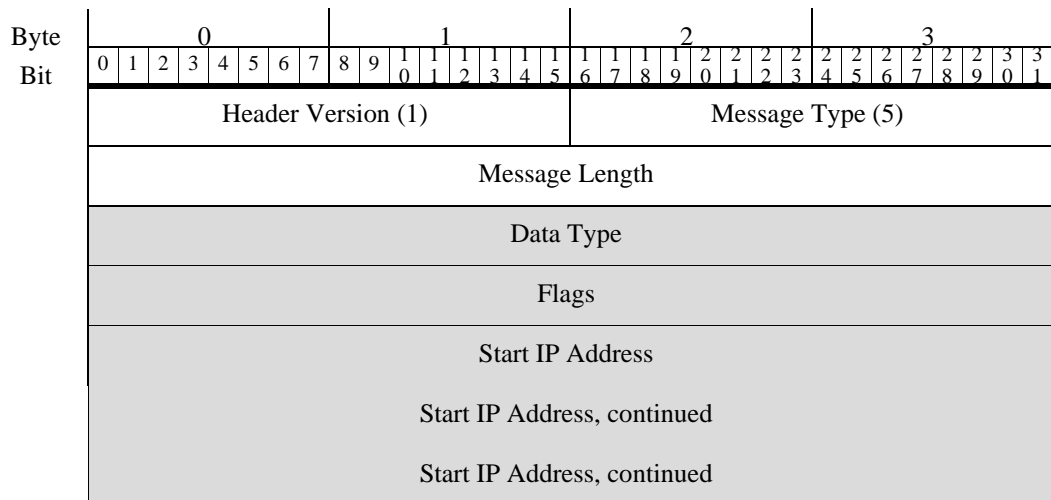 Byte 0 1 2 3
Bit 0 1 2 3 4 5 6 7 8 9 10 11 12 13 14 15 16 17 18 19 20 21 22 23 24 25 26 27 28 29 30 31
Header Version (1) Message Type (5)
Message Length
Data Type
Flags
Start IP Address
Start IP Address, continued
Start IP Address, continued